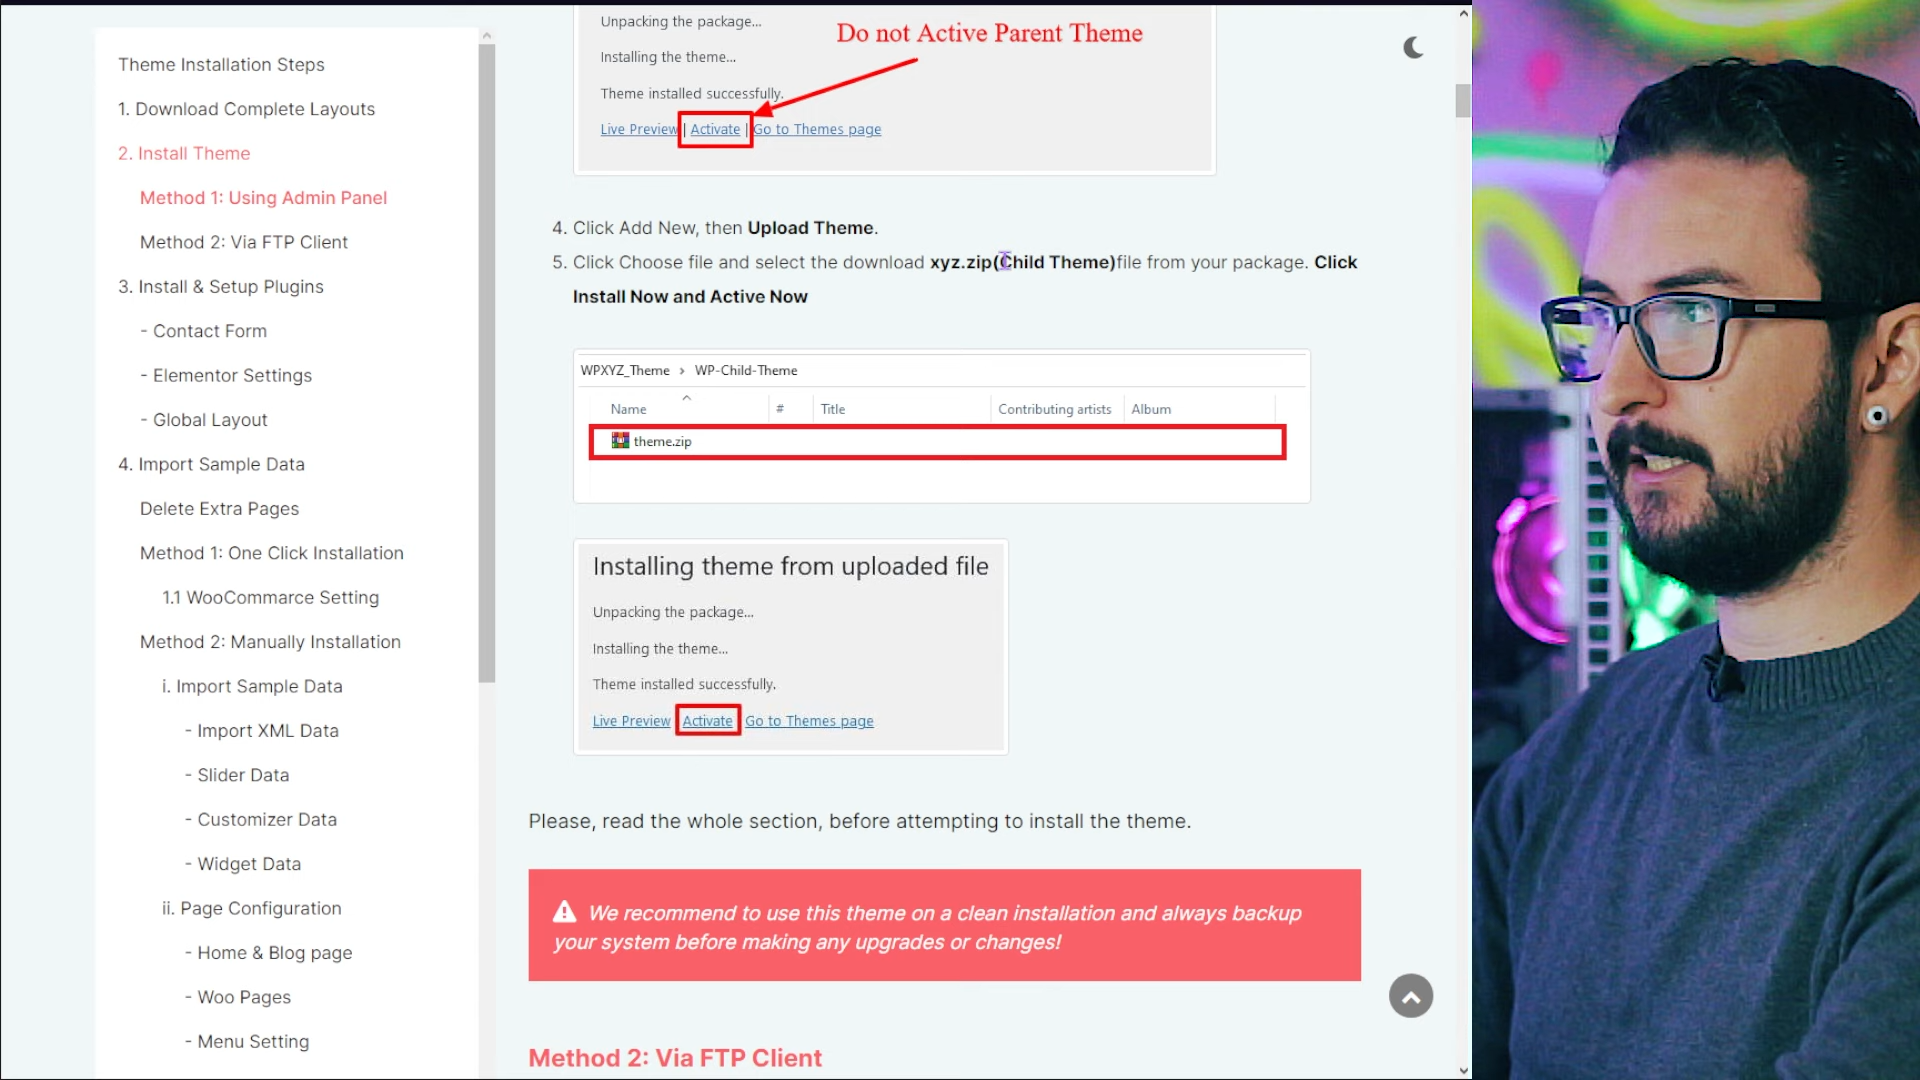 Theme Installation Steps
1. Download Complete Layouts
2. Install Theme
Method 1: Using Admin Panel
Method 2: Via FTP Client
3. Install & Setup Plugins
- Contact Form
- Elementor Settings
- Global Layout
4. Import Sample Data
Delete Extra Pages
Method 1: One Click Installation
1.1 WooCommarce Setting
Method 2: Manually Installation
i. Import Sample Data
- Import XML Data
- Slider Data
- Customizer Data
- Widget Data
ii. Page Configuration
- Home & Blog page
- Woo Pages
- Menu Setting
Unpacking the package...
Do not Active Parent Theme
Installing the theme...
Theme installed successfully.
Live Preview | Activate | Go to Themes page
4. Click Add New, then Upload Theme.
5. Click Choose file and select the download xyz.zip(Child Theme)file from your package. Click
Install Now and Active Now
WPXYZ_Theme > WP-Child-Theme
Name # Title Contributing artists Album
theme.zip
Installing theme from uploaded file
Unpacking the package...
Installing the theme...
Theme installed successfully.
Live Preview Activate Go to Themes page
Please, read the whole section, before attempting to install the theme.
We recommend to use this theme on a clean installation and always backup
your system before making any upgrades or changes!
Method 2: Via FTP Client